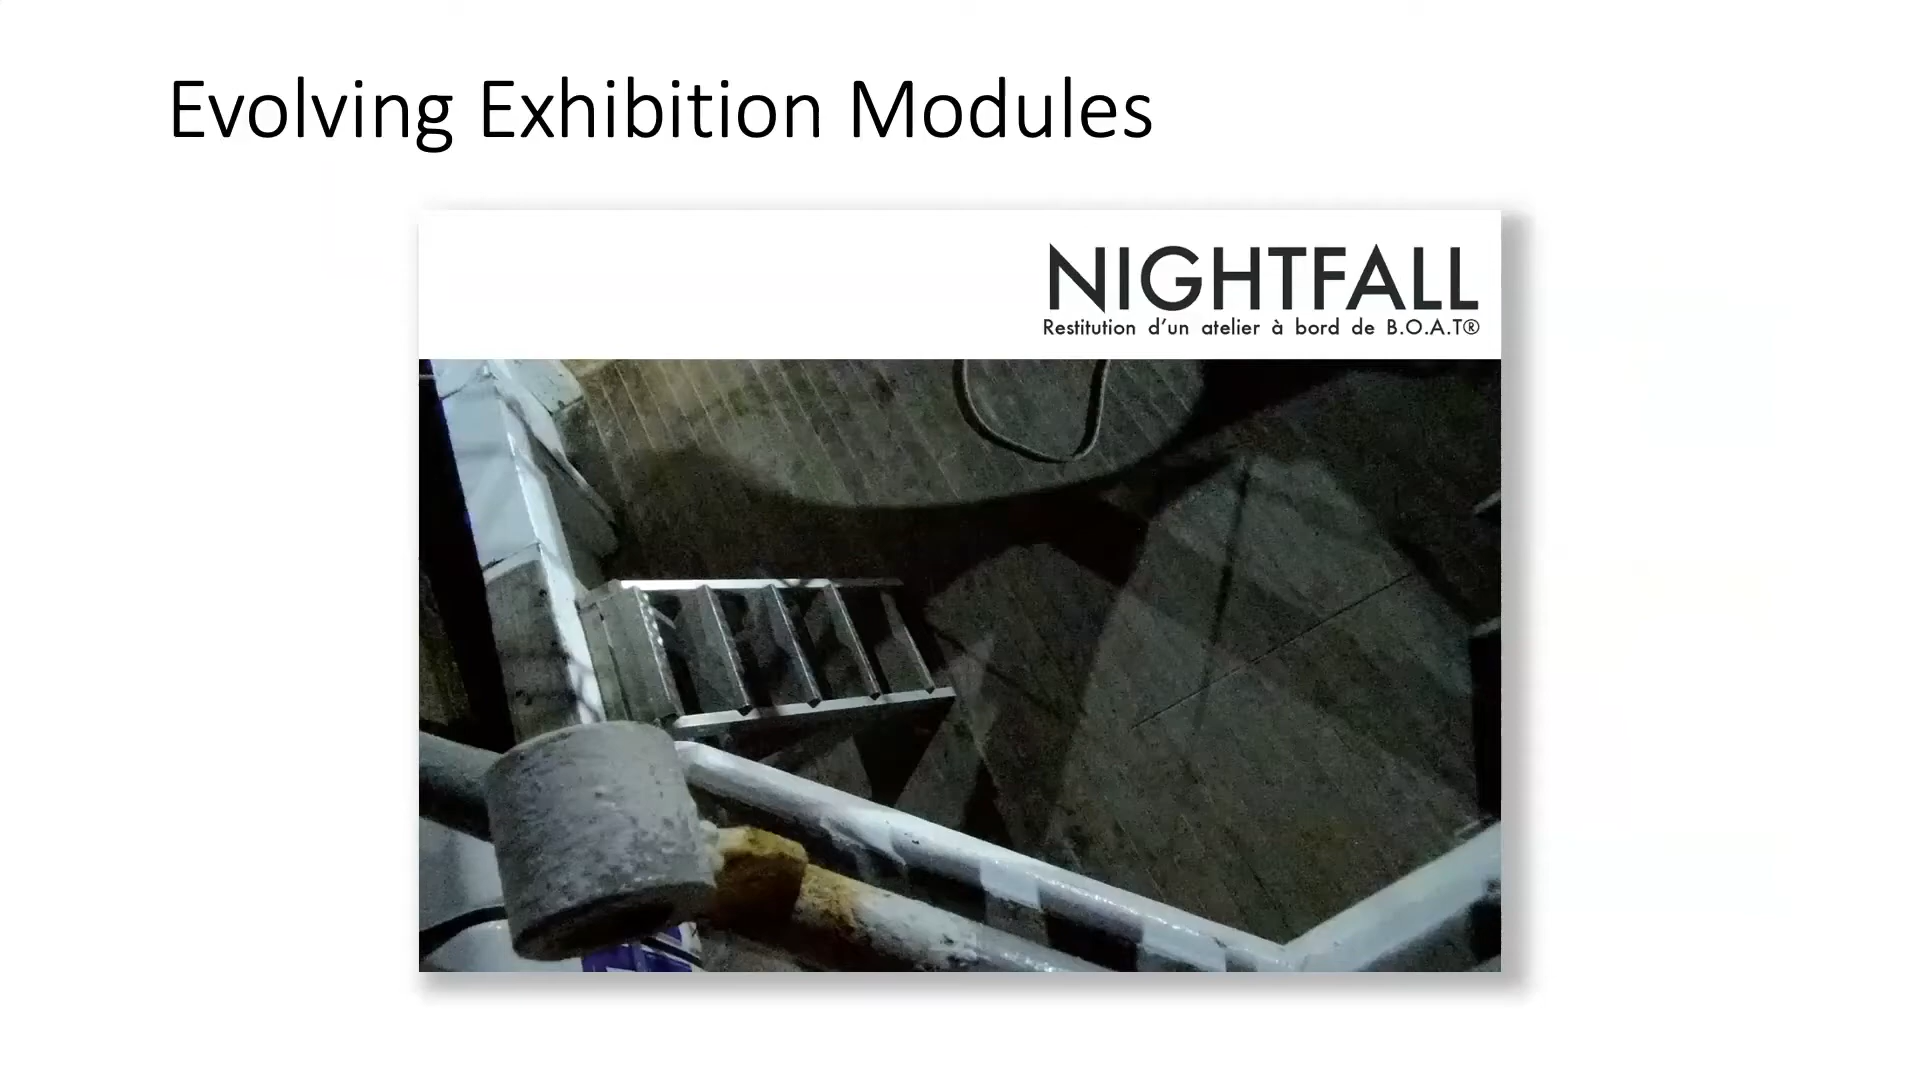 Evolving Exhibition Modules
NIGHTFALL
Restitution d'un atelier à bord de B.O.A.T®